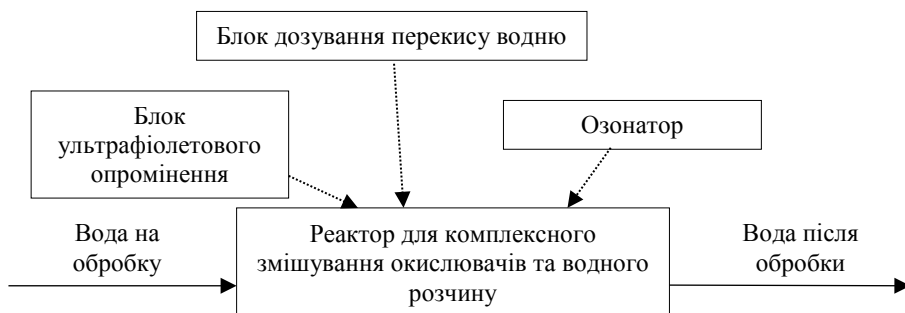 Блок дозування перекису водню
Блок
ультрафіолетового
опромінення
Озонатор
Вода на
обробку
Реактор для комплексного
змішування окислювачів та водного
розчину
Вода після
обробки